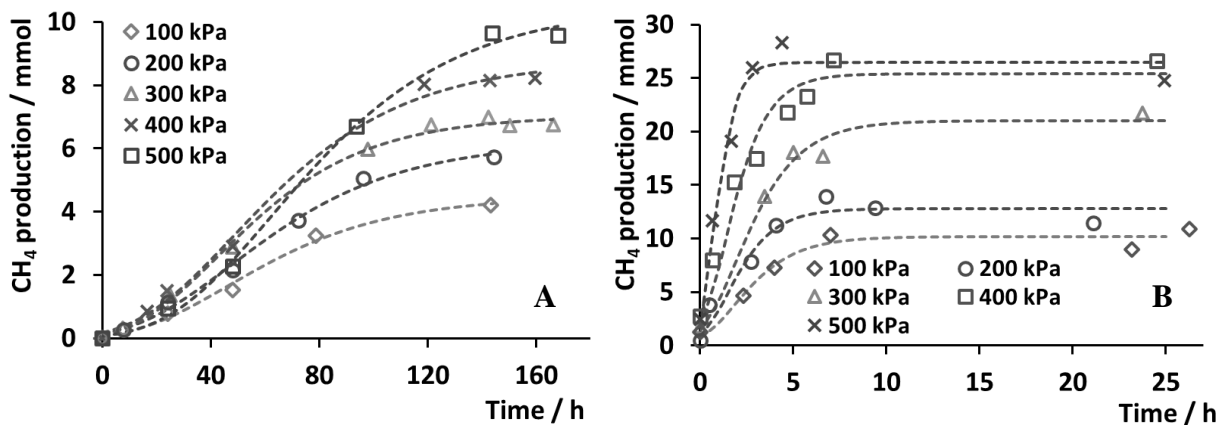 CH4 production / mmol
10
8
6
4
2
0
100 kPa
200 kPa
300 kPa
400 kPa
500 kPa
A
0
40
80
120
160
Time / h
CH4 production / mmol
30
25
20
15
10
5
0
100 kPa 200 kPa
300 kPa 400 kPa
500 kPa
B
0
5
10
15
20
25
Time / h